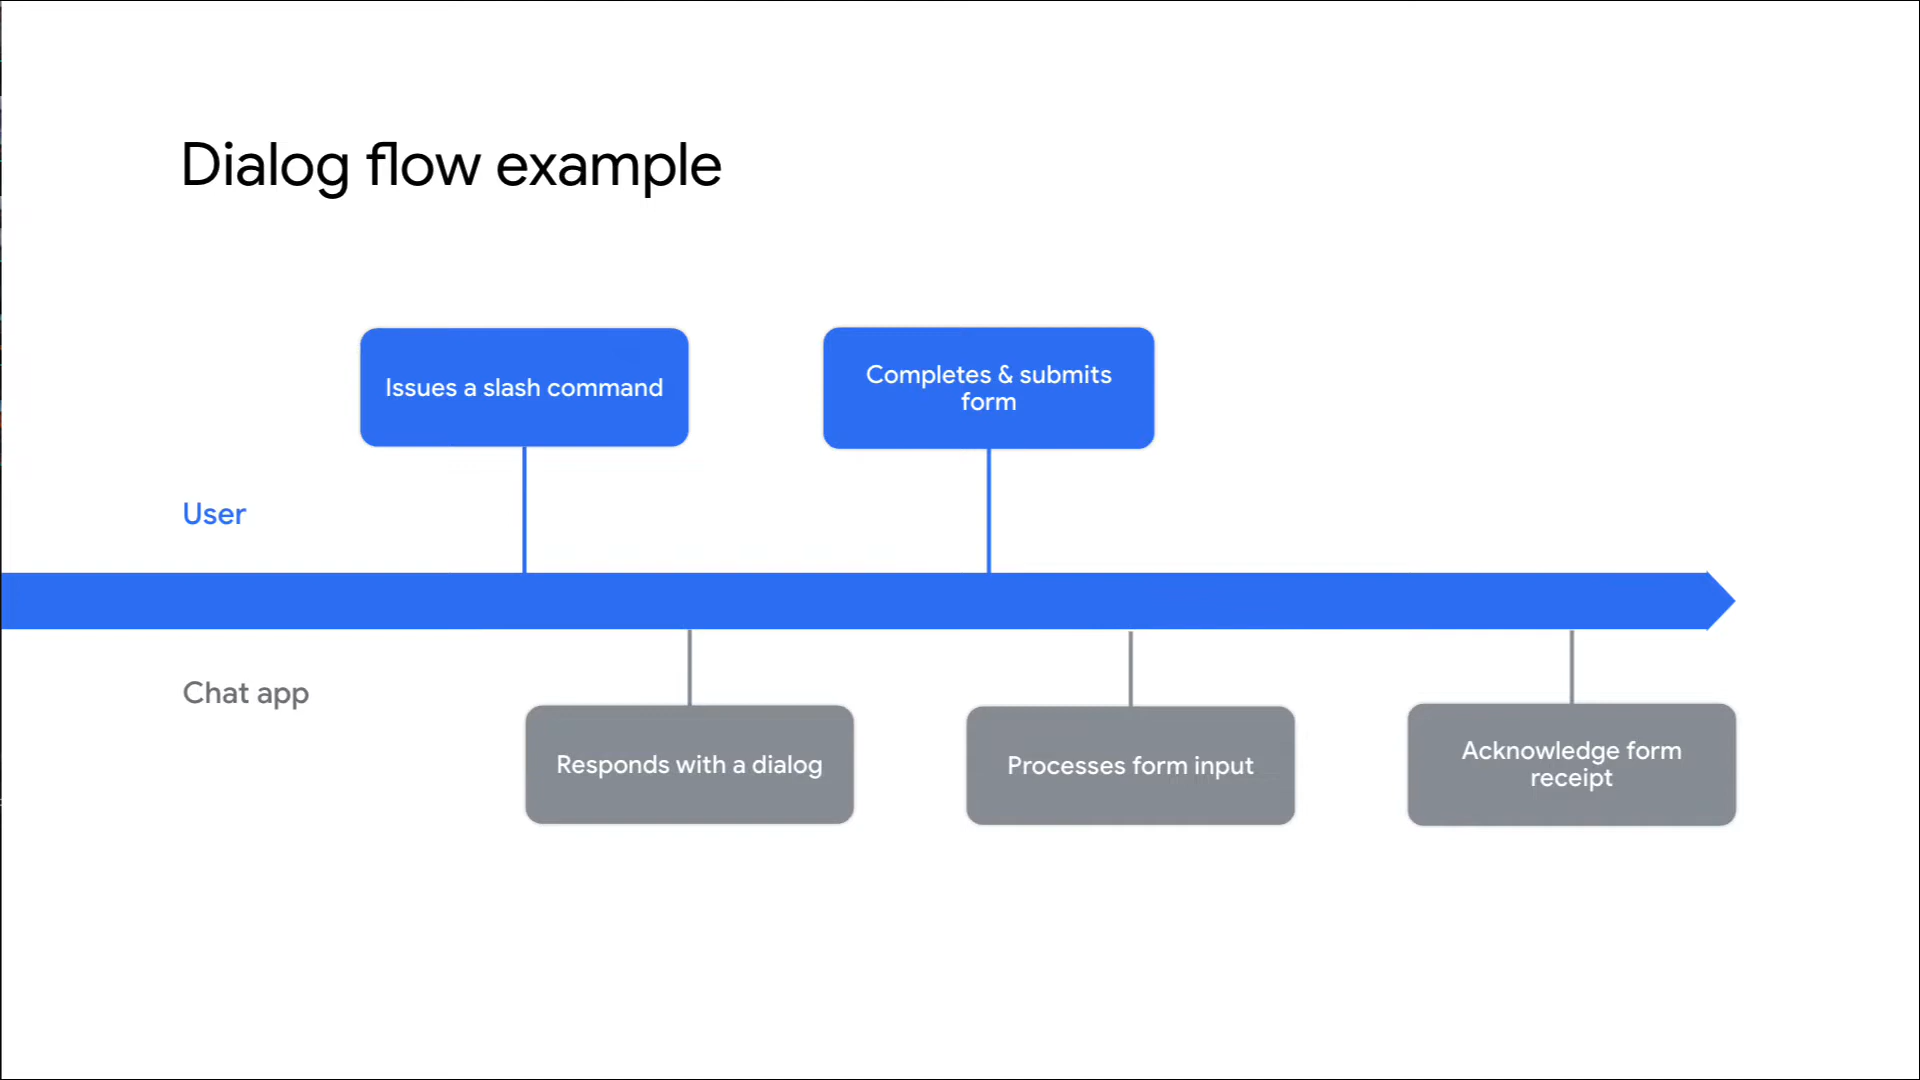 Dialog flow example
Issues a slash command
Completes & submits
form
User
Chat app
Responds with a dialog
Processes form input
Acknowledge form
receipt